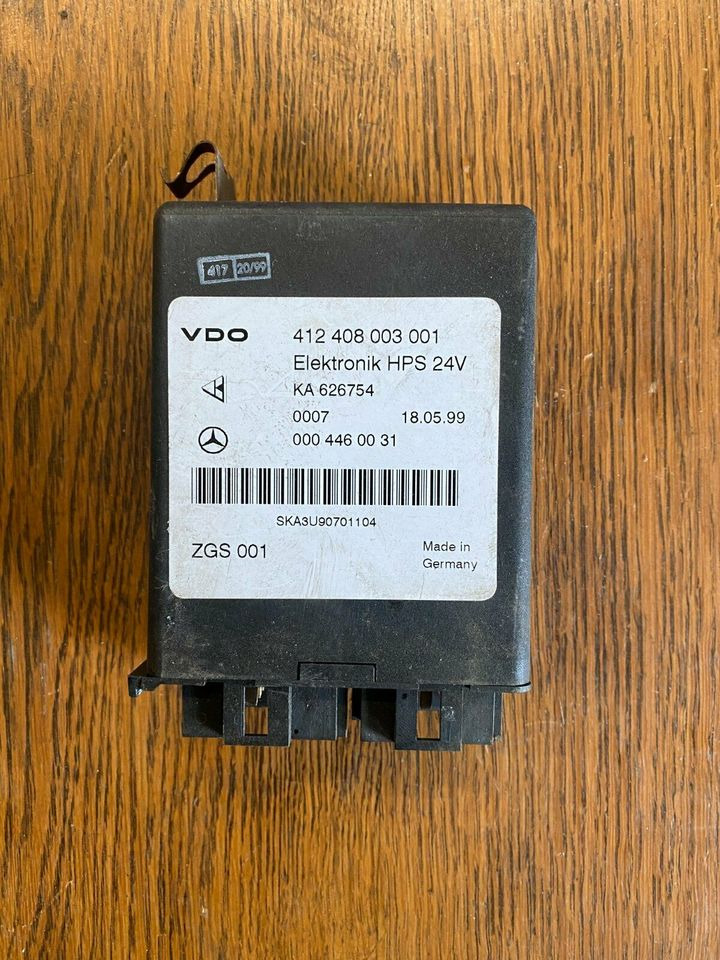 417 20/99
VDO 412 408 003 001
Elektronik HPS 24V
KA 626754
0007 18.05.99
000 446 00 31
SKA3U90701104
ZGS 001 Made in
Germany